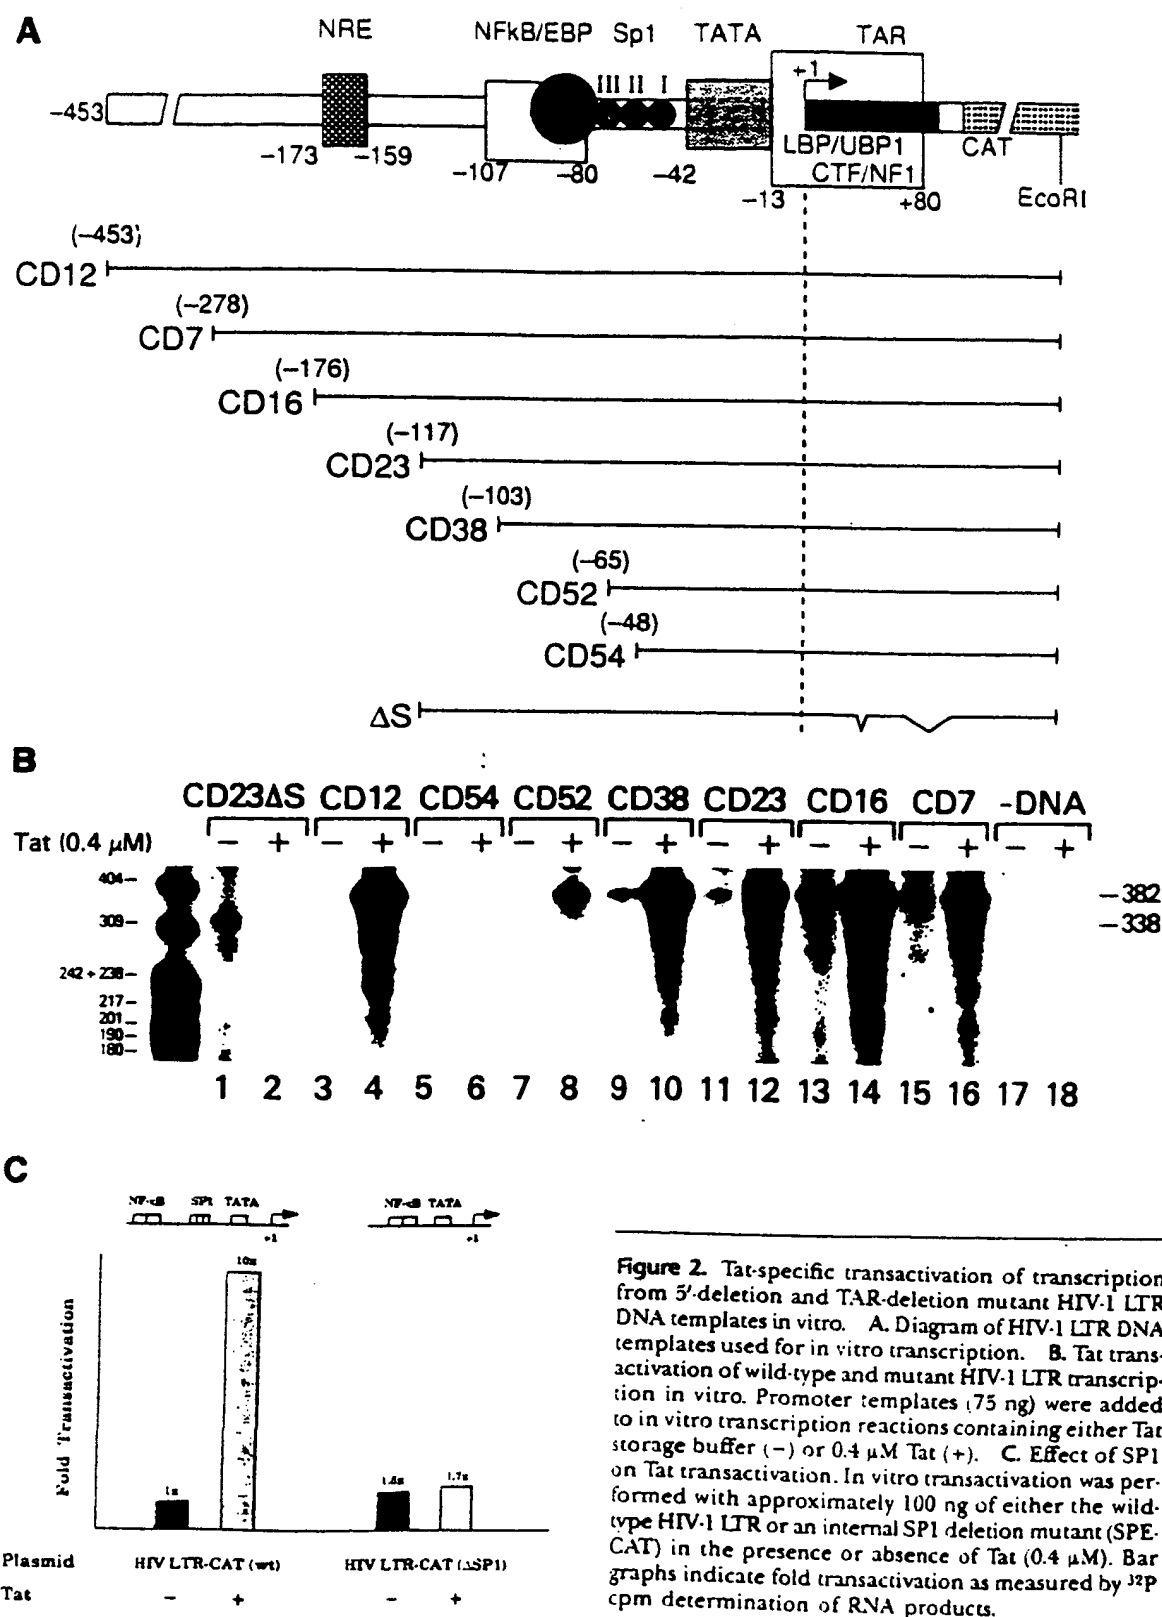 A
NRE NFkB/EBP Sp1 TATA TAR
III II I +1
-453
LBP/UBP1
CAT
CTF/NF1
-173 -159 -107 -80 -42 -13 +80 EcoRI
(-453)
CD12
(-278)
CD7
(-176)
CD16
(-117)
CD23
(-103)
CD38
(-65)
CD52
(-48)
CD54
ΔS
B
CD23ΔS CD12 CD54 CD52 CD38 CD23 CD16 CD7 -DNA
Tat (0.4 μM) - + - + - + - + - + - + - + - + - +
404-
-382
309-
-338
242 + 238-
217-
201-
190-
180-
1 2 3 4 5 6 7 8 9 10 11 12 13 14 15 16 17 18
C
NF-κB SP1 TATA NF-κB TATA
+1 +1
Fold Transactivation
1x 1.7x
Plasmid HIV LTR-CAT (wt) HIV LTR-CAT (ΔSP1)
Tat - + - +
Figure 2. Tat-specific transactivation of transcription
from 5'-deletion and TAR-deletion mutant HIV-1 LTR
DNA templates in vitro. A. Diagram of HIV-1 LTR DNA
templates used for in vitro transcription. B. Tat trans-
activation of wild-type and mutant HIV-1 LTR transcrip-
tion in vitro. Promoter templates (75 ng) were added
to in vitro transcription reactions containing either Tat
storage buffer (-) or 0.4 μM Tat (+). C. Effect of SP1
on Tat transactivation. In vitro transactivation was per-
formed with approximately 100 ng of either the wild-
type HIV-1 LTR or an internal SP1 deletion mutant (SPE-
CAT) in the presence or absence of Tat (0.4 μM). Bar
graphs indicate fold transactivation as measured by ³²P
cpm determination of RNA products.